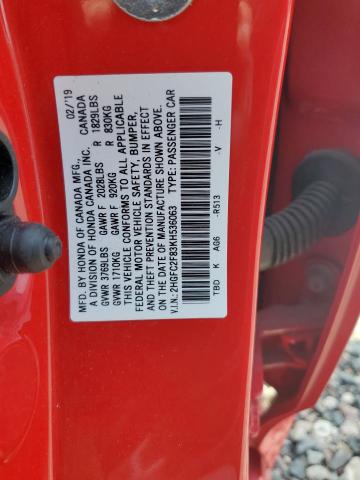 MFD. BY HONDA OF CANADA MFG., 02/'19
A DIVISION OF HONDA CANADA INC. CANADA
GVWR 3769LBS GAWR F 2028LBS R 1829LBS
GVWR 1710KG GAWR F 920KG R 830KG
THIS VEHICLE CONFORMS TO ALL APPLICABLE
FEDERAL MOTOR VEHICLE SAFETY, BUMPER,
AND THEFT PREVENTION STANDARDS IN EFFECT
ON THE DATE OF MANUFACTURE SHOWN ABOVE.
V.I.N.: 2HGFC2F83KH536063 TYPE: PASSENGER CAR
TBD K AG6 -R513 -V -H